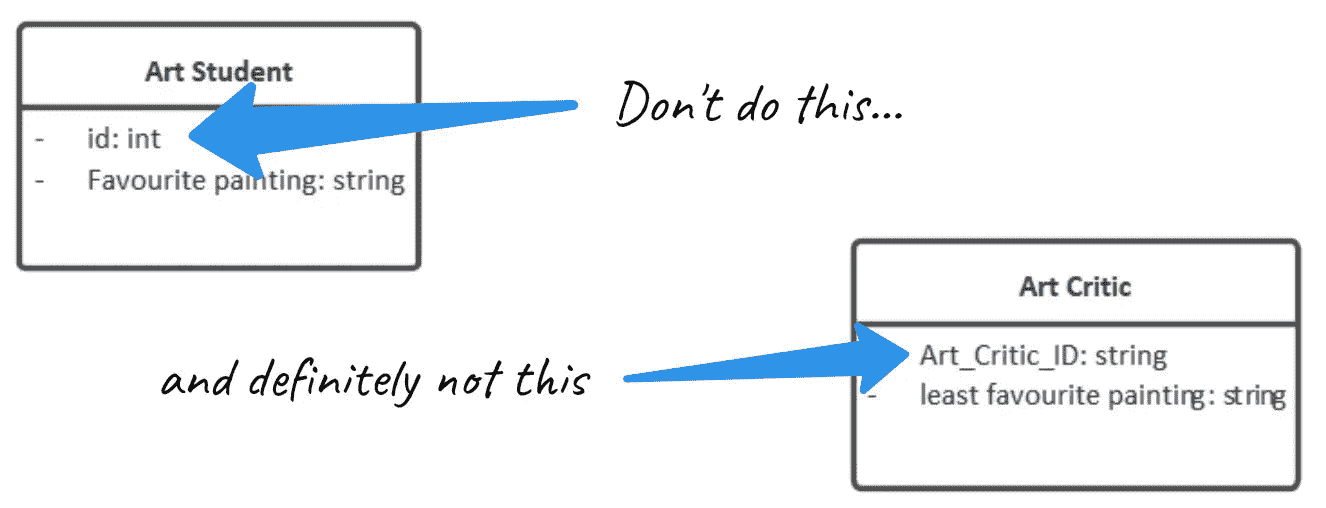 Art Student
- id: int
- Favourite painting: string
Don't do this...
Art Critic
Art_Critic_ID: string
- least favourite painting: string
and definitely not this